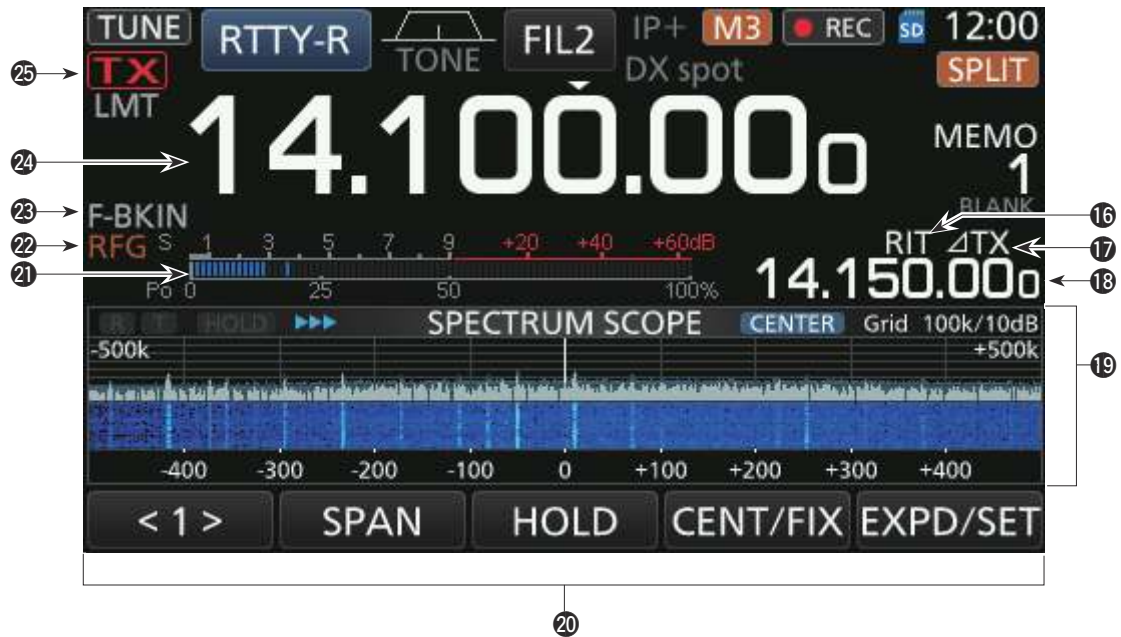 TUNE RTTY-R TONE FIL2 IP+ M3 REC SD 12:00
㉕ TX DX spot SPLIT
LMT
㉔ 14.100.000 MEMO
1
㉓ F-BKIN BLANK ⑯
㉒ RFG S 1 3 5 7 9 +20 +40 +60dB RIT ⊿TX ⑰
㉑ Po 0 25 50 100% 14.150.000 ⑱
R T HOLD SPECTRUM SCOPE CENTER Grid 100k/10dB
-500k +500k ⑲
-400 -300 -200 -100 0 +100 +200 +300 +400
< 1 > SPAN HOLD CENT/FIX EXPD/SET
⑳